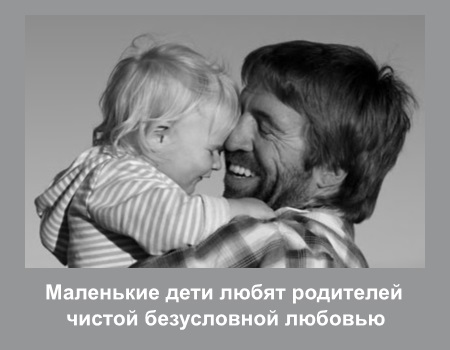 Маленькие дети любят родителей
чистой безусловной любовью